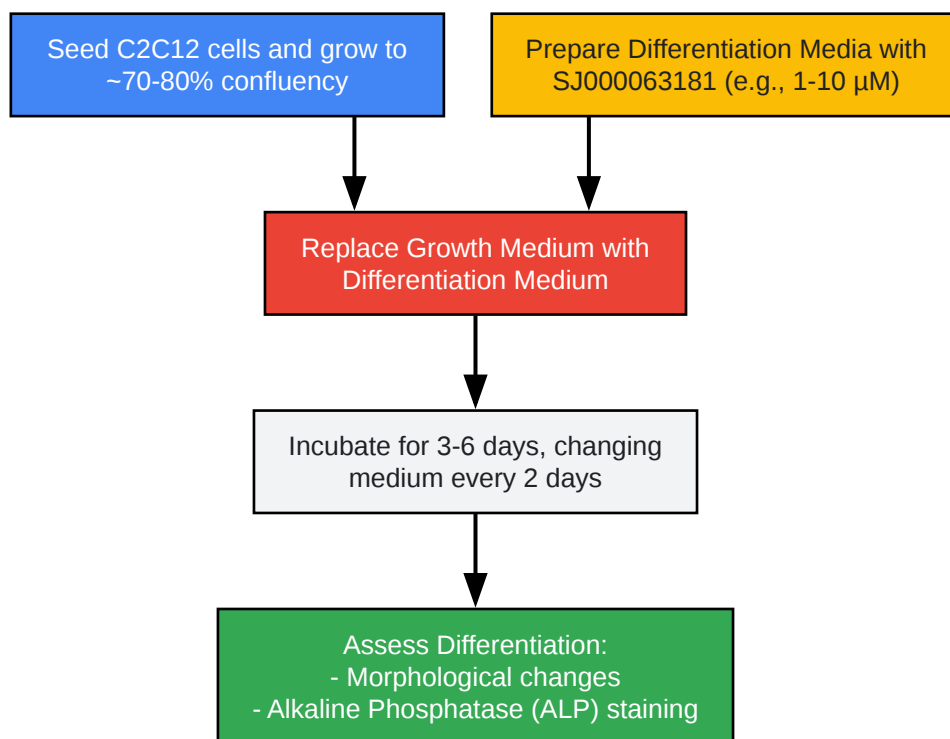 Seed C2C12 cells and grow to
~70-80% confluency
Prepare Differentiation Media with
SJ000063181 (e.g., 1-10 µM)
Replace Growth Medium with
Differentiation Medium
Incubate for 3-6 days, changing
medium every 2 days
Assess Differentiation:
- Morphological changes
- Alkaline Phosphatase (ALP) staining